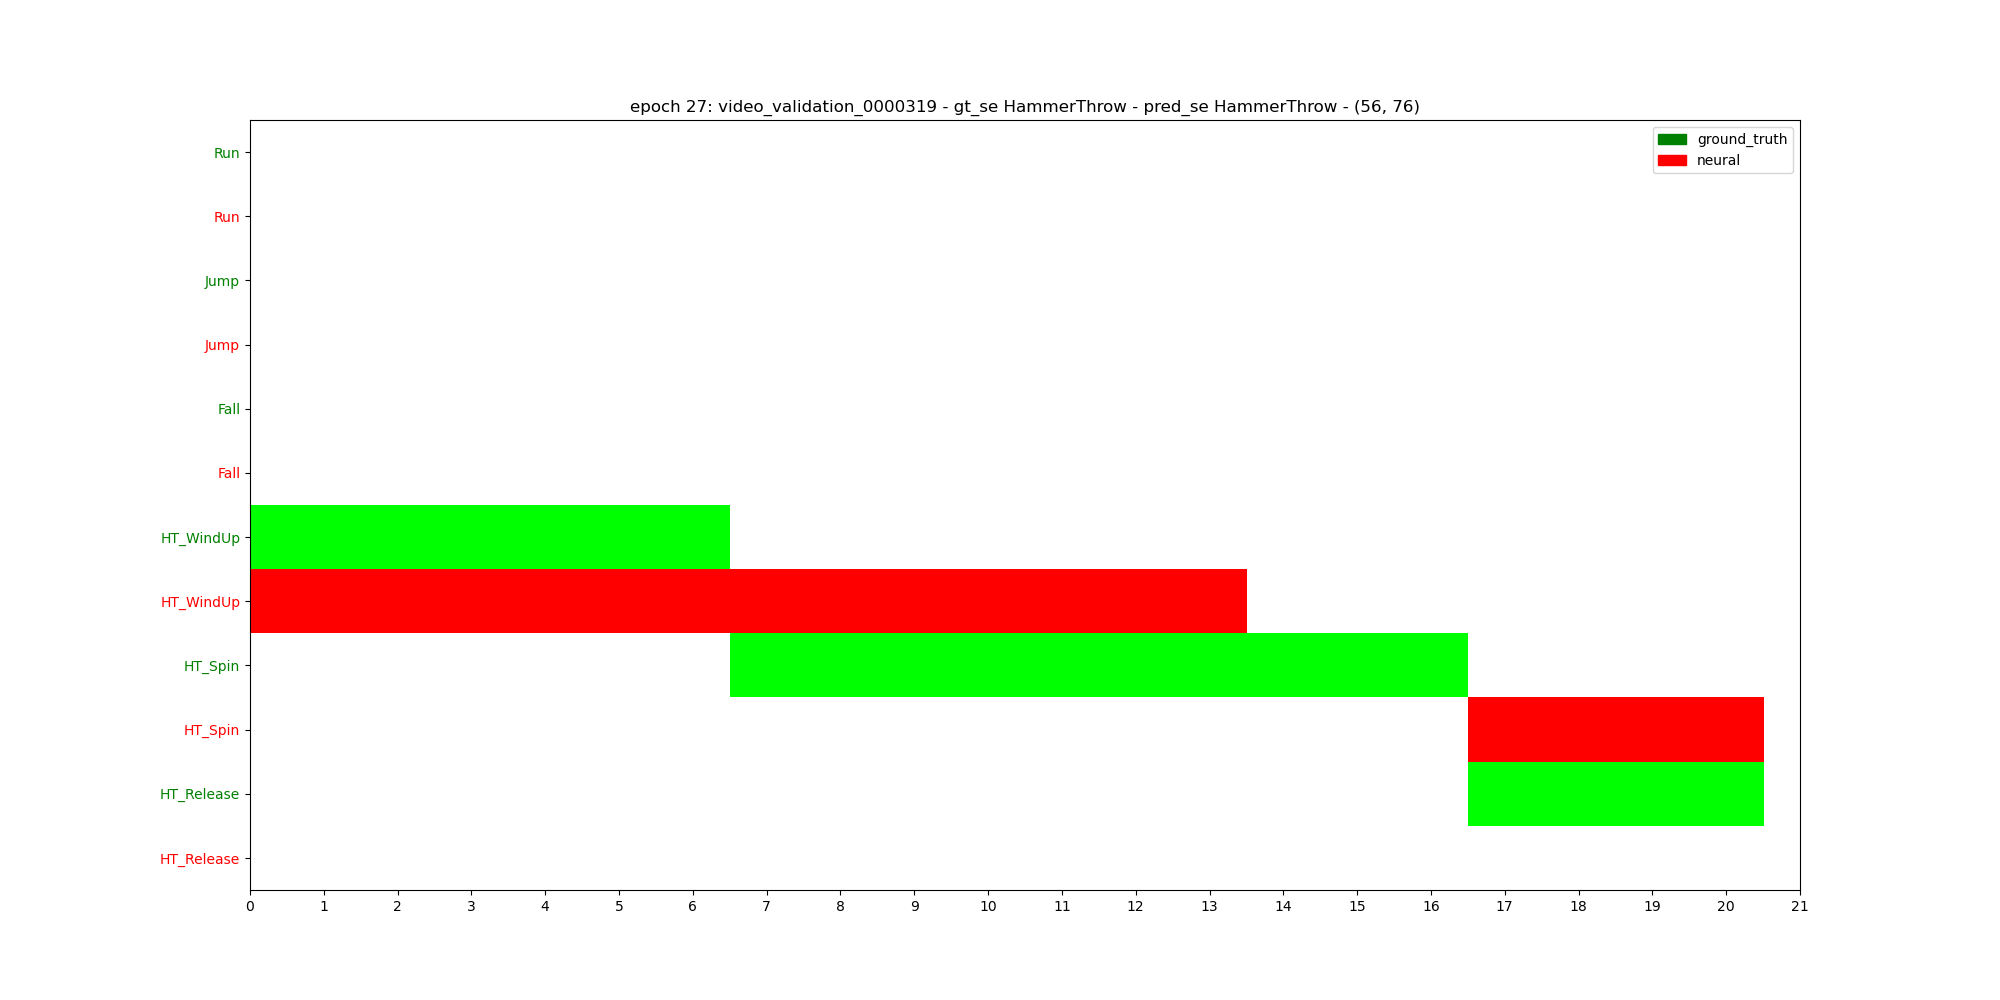 epoch 27: video_validation_0000319 - gt_se HammerThrow - pred_se HammerThrow - (56, 76)
ground_truth
neural
Run
Run
Jump
Jump
Fall
Fall
HT_WindUp
HT_WindUp
HT_Spin
HT_Spin
HT_Release
HT_Release
0 1 2 3 4 5 6 7 8 9 10 11 12 13 14 15 16 17 18 19 20 21